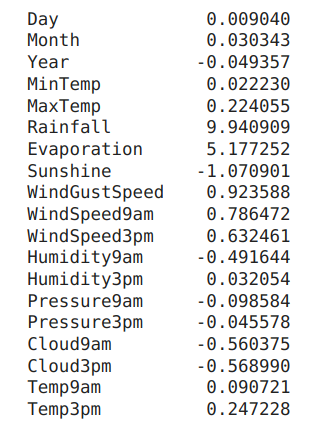 Day 0.009040
Month 0.030343
Year -0.049357
MinTemp 0.022230
MaxTemp 0.224055
Rainfall 9.940909
Evaporation 5.177252
Sunshine -1.070901
WindGustSpeed 0.923588
WindSpeed9am 0.786472
WindSpeed3pm 0.632461
Humidity9am -0.491644
Humidity3pm 0.032054
Pressure9am -0.098584
Pressure3pm -0.045578
Cloud9am -0.560375
Cloud3pm -0.568990
Temp9am 0.090721
Temp3pm 0.247228